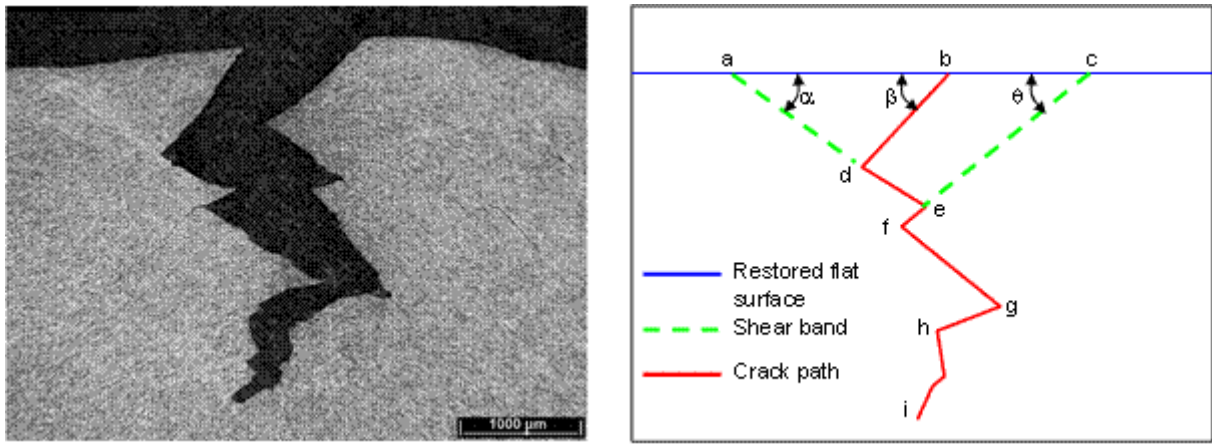 1000 µm
a
b
c
α
β
θ
d
e
f
g
h
i
Restored flat
surface
Shear band
Crack path